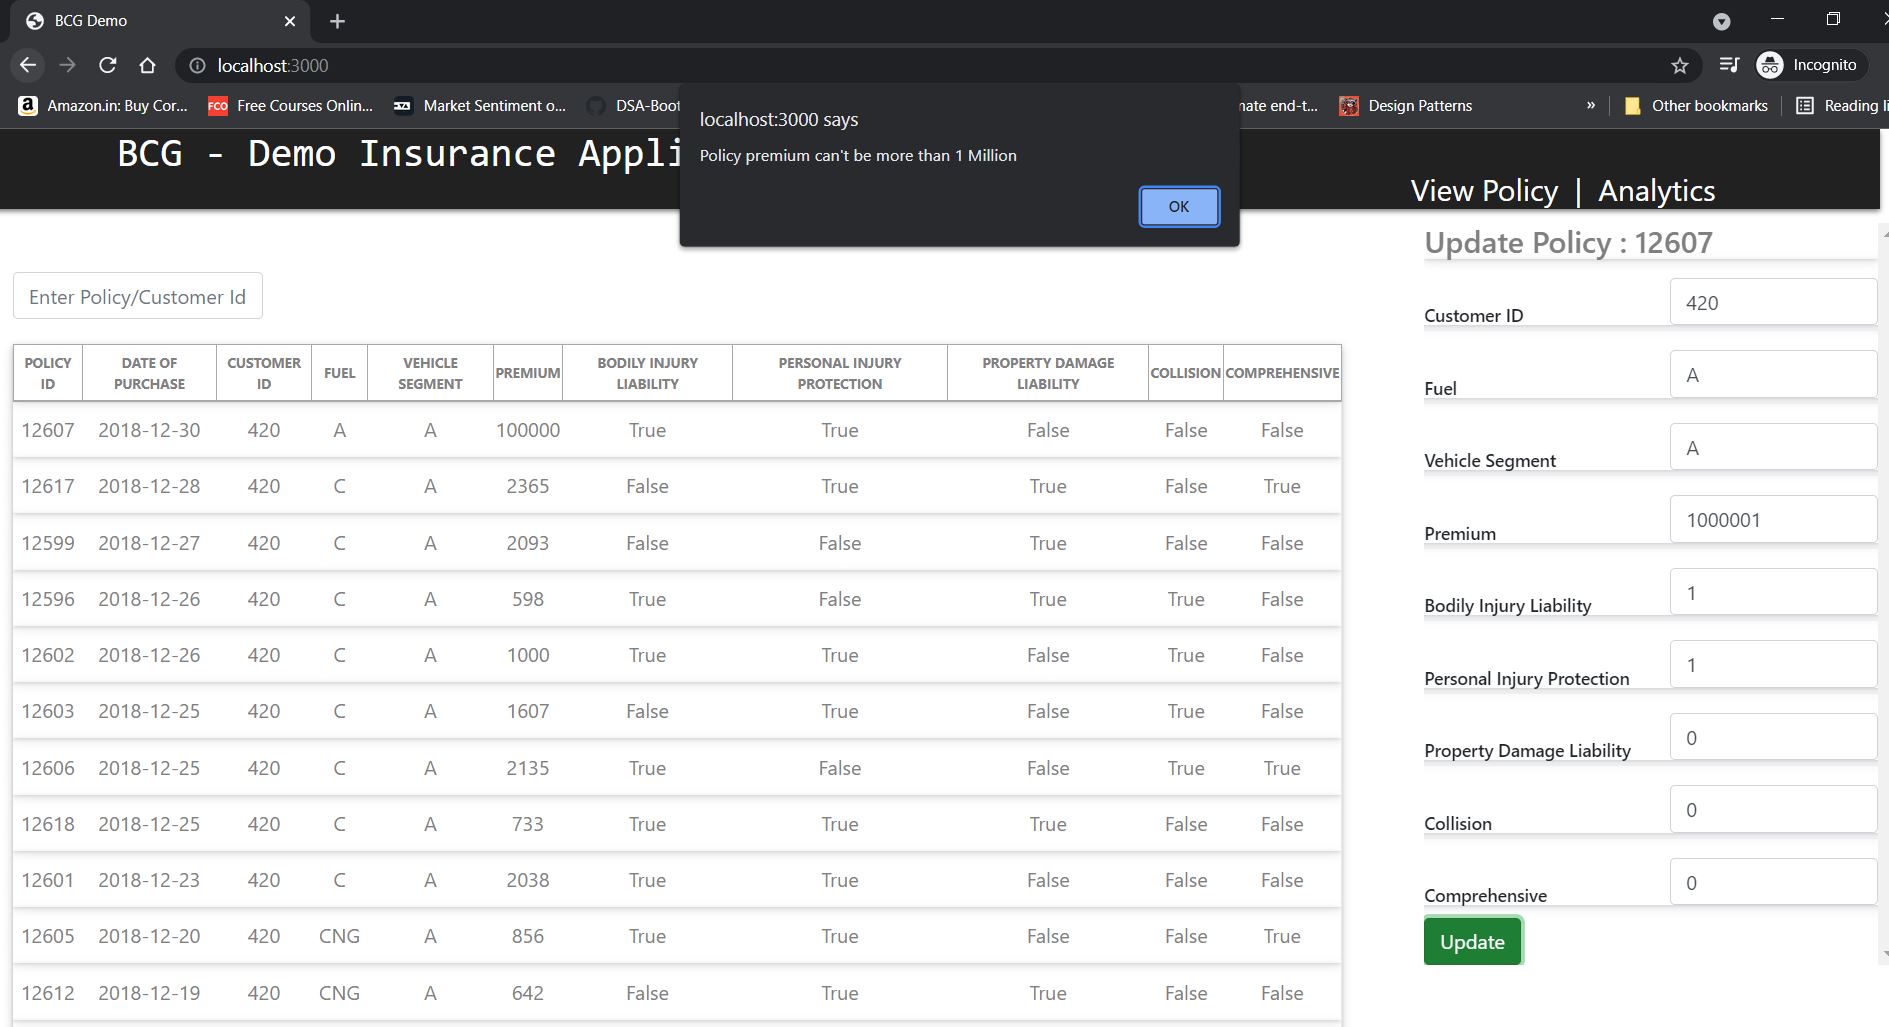 BCG Demo
localhost:3000
Incognito
Amazon.in: Buy Cor...
FCO
Free Courses Onlin...
Market Sentiment o...
DSA-Boot
nate end-t...
Design Patterns
»
Other bookmarks
Reading li
localhost:3000 says
Policy premium can't be more than 1 Million
OK
BCG - Demo Insurance Appli
View Policy | Analytics
Update Policy : 12607
Enter Policy/Customer Id
POLICY ID DATE OF PURCHASE CUSTOMER ID FUEL VEHICLE SEGMENT PREMIUM BODILY INJURY LIABILITY PERSONAL INJURY PROTECTION PROPERTY DAMAGE LIABILITY COLLISION COMPREHENSIVE
12607 2018-12-30 420 A A 100000 True True False False False
12617 2018-12-28 420 C A 2365 False True True False True
12599 2018-12-27 420 C A 2093 False False True False False
12596 2018-12-26 420 C A 598 True False True True False
12602 2018-12-26 420 C A 1000 True True False True False
12603 2018-12-25 420 C A 1607 False True False True False
12606 2018-12-25 420 C A 2135 True False False True True
12618 2018-12-25 420 C A 733 True True True False False
12601 2018-12-23 420 C A 2038 True True False False False
12605 2018-12-20 420 CNG A 856 True True False False True
12612 2018-12-19 420 CNG A 642 False True True False False
Customer ID 420
Fuel A
Vehicle Segment A
Premium 1000001
Bodily Injury Liability 1
Personal Injury Protection 1
Property Damage Liability 0
Collision 0
Comprehensive 0
Update